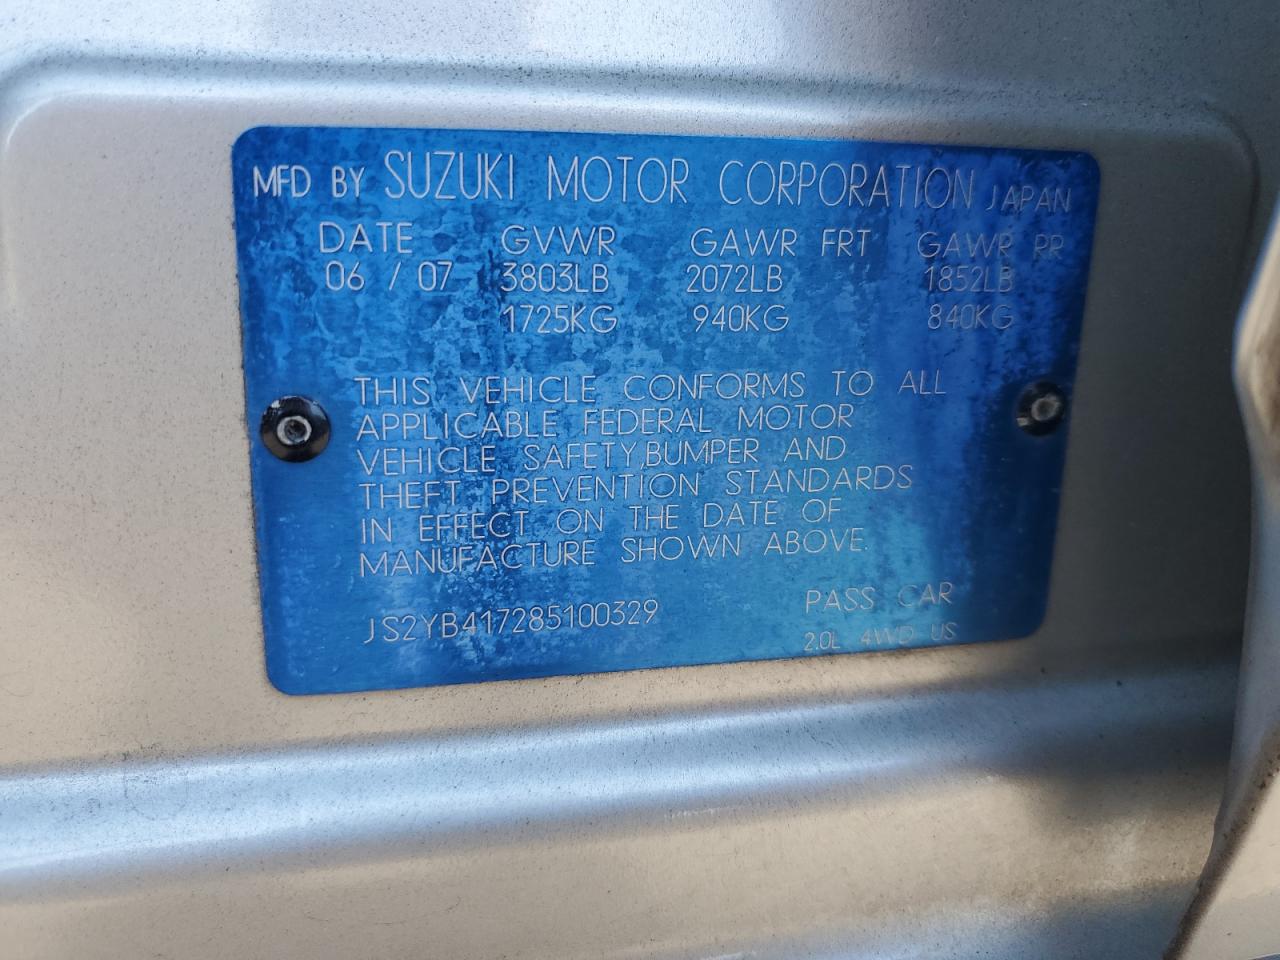 MFD BY SUZUKI MOTOR CORPORATION JAPAN
DATE GVWR GAWR FRT GAWR RR
06 / 07 3803LB 2072LB 1852LB
1725KG 940KG 840KG
THIS VEHICLE CONFORMS TO ALL
APPLICABLE FEDERAL MOTOR
VEHICLE SAFETY,BUMPER AND
THEFT PREVENTION STANDARDS
IN EFFECT ON THE DATE OF
MANUFACTURE SHOWN ABOVE.
JS2YB417285100329 PASS CAR
2.0L 4WD US